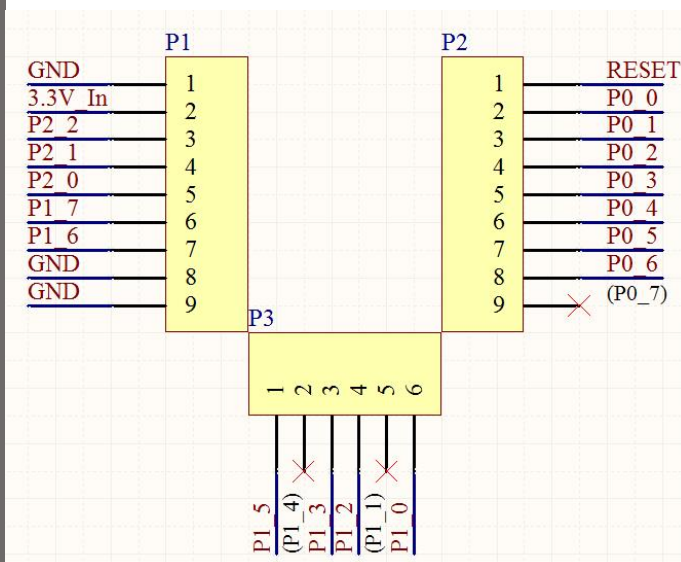 P1
GND 1
3.3V_In 2
P2_2 3
P2_1 4
P2_0 5
P1_7 6
P1_6 7
GND 8
GND 9
P2
1 RESET
2 P0_0
3 P0_1
4 P0_2
5 P0_3
6 P0_4
7 P0_5
8 P0_6
9 (P0_7)
P3
1 2 3 4 5 6
P1_5 (P1_4) P1_3 P1_2 (P1_1) P1_0